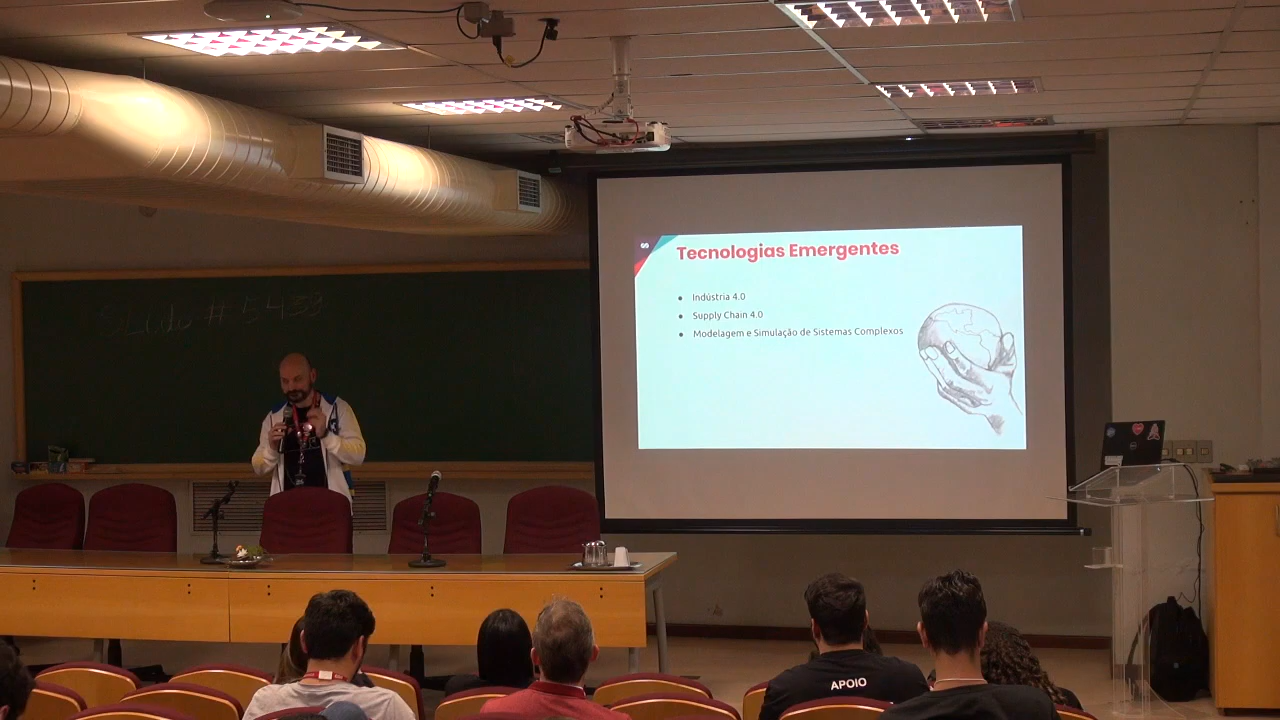 Tecnologias Emergentes
● Indústria 4.0
● Supply Chain 4.0
● Modelagem e Simulação de Sistemas Complexos
APOIO